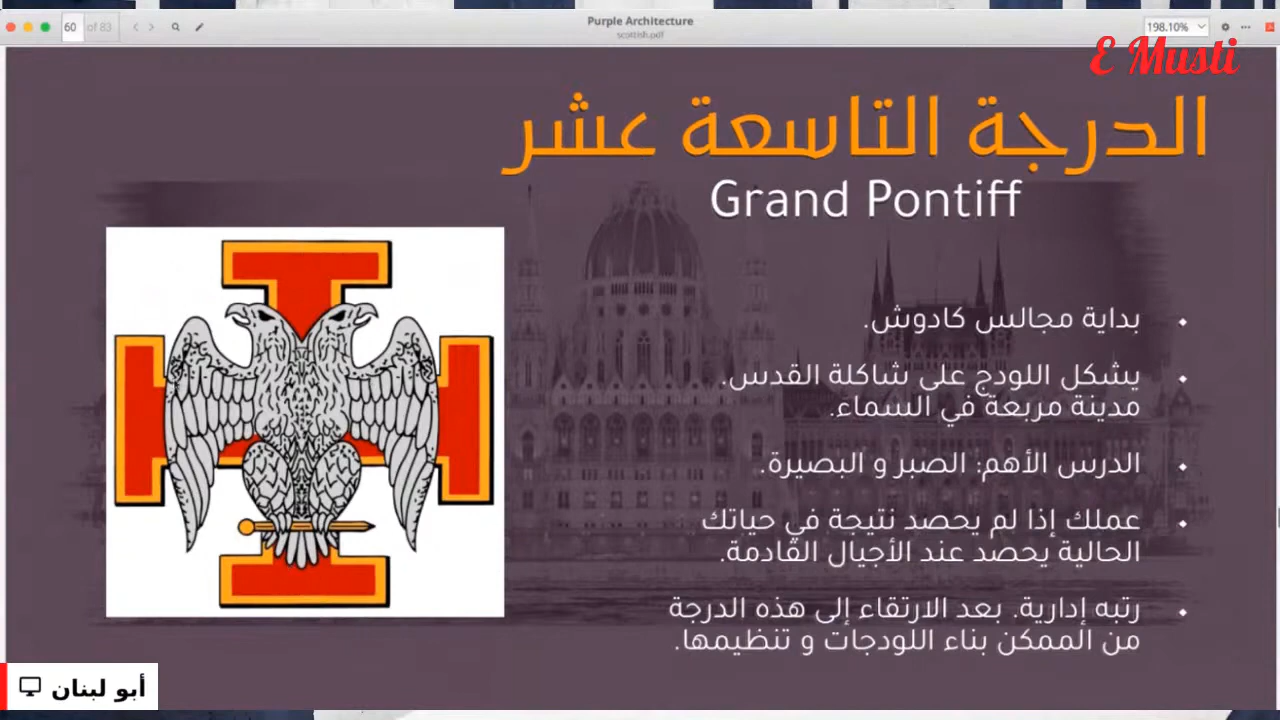 60 of 83
Purple Architecture
scottish.pdf
198.10%
E Musti
الدرجة التاسعة عشر
Grand Pontiff
بداية مجالس كادوش.
يشكل اللودج على شاكلة القدس.
مدينة مربعة في السماء.
الدرس الأهم: الصبر و البصيرة.
عملك إذا لم يحصد نتيجة في حياتك
الحالية يحصد عند الأجيال القادمة.
رتبه إدارية. بعد الارتقاء إلى هذه الدرجة
من الممكن بناء اللودجات و تنظيمها.
أبو لبنان